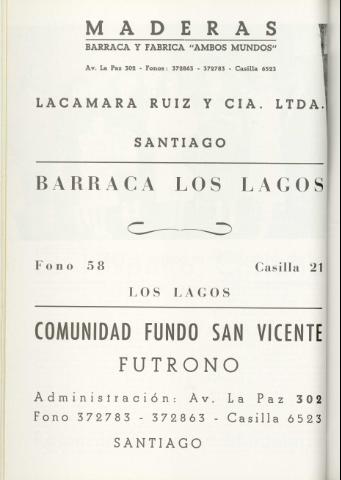 MADERAS
BARRACA Y FABRICA "AMBOS MUNDOS"
Av. La Paz 302 - Fonos: 372863 - 372783 - Casilla 6523
LACAMARA RUIZ Y CIA. LTDA.
SANTIAGO
BARRACA LOS LAGOS
Fono 58 Casilla 21
LOS LAGOS
COMUNIDAD FUNDO SAN VICENTE
FUTRONO
Administración: Av. La Paz 302
Fono 372783 - 372863 - Casilla 6523
SANTIAGO